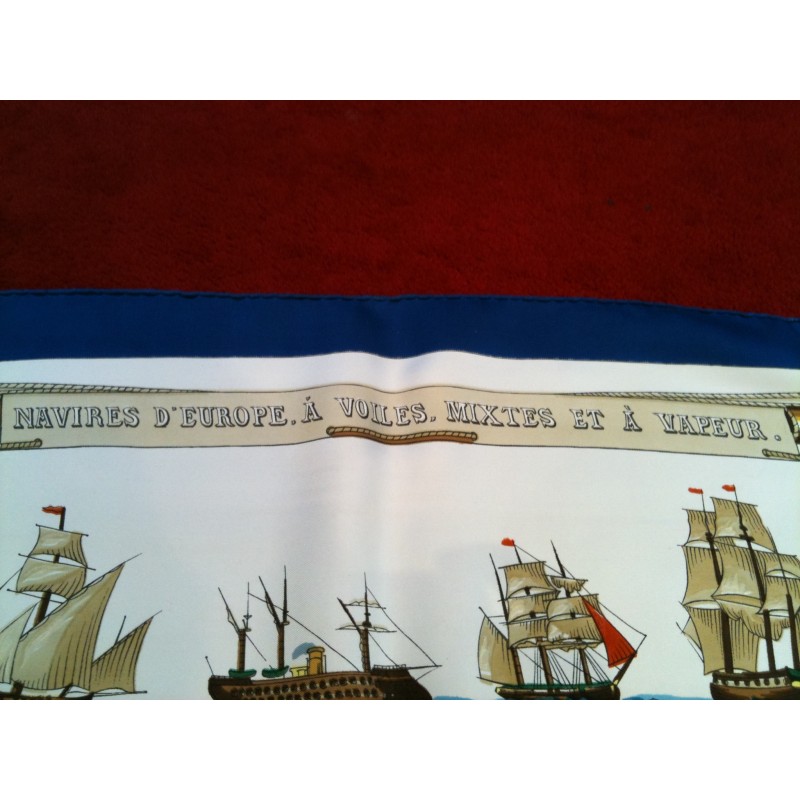 NAVIRES D'EUROPE. À VOILES. MIXTES ET À VAPEUR.